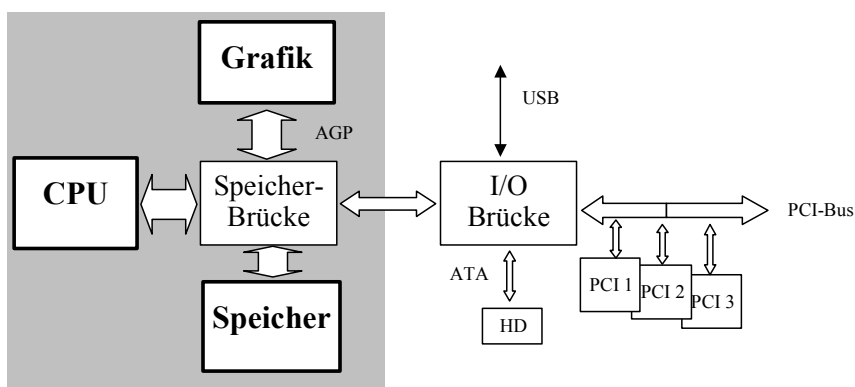 Grafik
USB
AGP
CPU
Speicher-
Brücke
I/O
Brücke
PCI-Bus
ATA
PCI 1
PCI 2
PCI 3
Speicher
HD